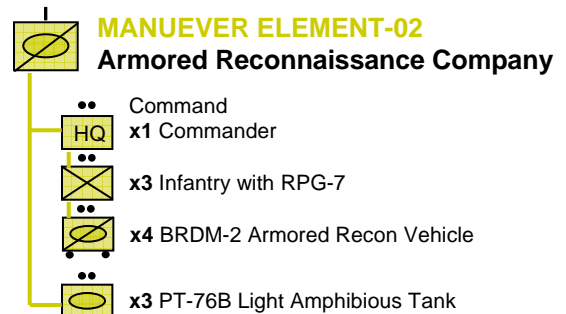 MANUEVER ELEMENT-02
Armored Reconnaissance Company
Command
HQ x1 Commander
x3 Infantry with RPG-7
x4 BRDM-2 Armored Recon Vehicle
x3 PT-76B Light Amphibious Tank